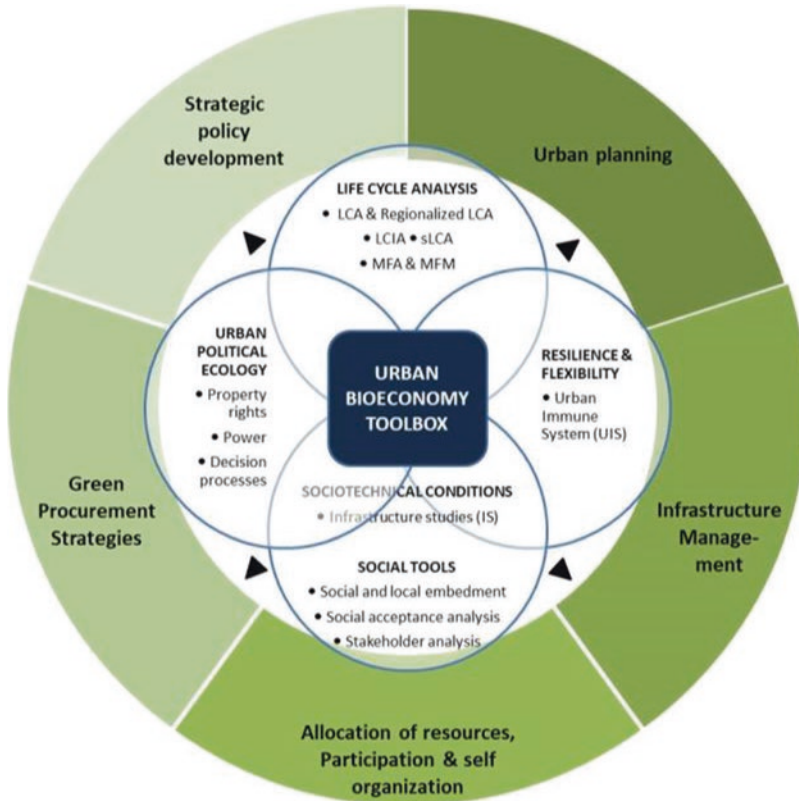 Strategic
policy
development
Urban planning
LIFE CYCLE ANALYSIS
• LCA & Regionalized LCA
• LCIA • sLCA
• MFA & MFM
URBAN
POLITICAL
ECOLOGY
• Property
rights
• Power
• Decision
processes
URBAN
BIOECONOMY
TOOLBOX
RESILIENCE &
FLEXIBILITY
• Urban
Immune
System (UIS)
SOCIOTECHNICAL CONDITIONS
• Infrastructure studies (IS)
SOCIAL TOOLS
• Social and local embedment
• Social acceptance analysis
• Stakeholder analysis
Green
Procurement
Strategies
Infrastructure
Manage-
ment
Allocation of resources,
Participation & self
organization